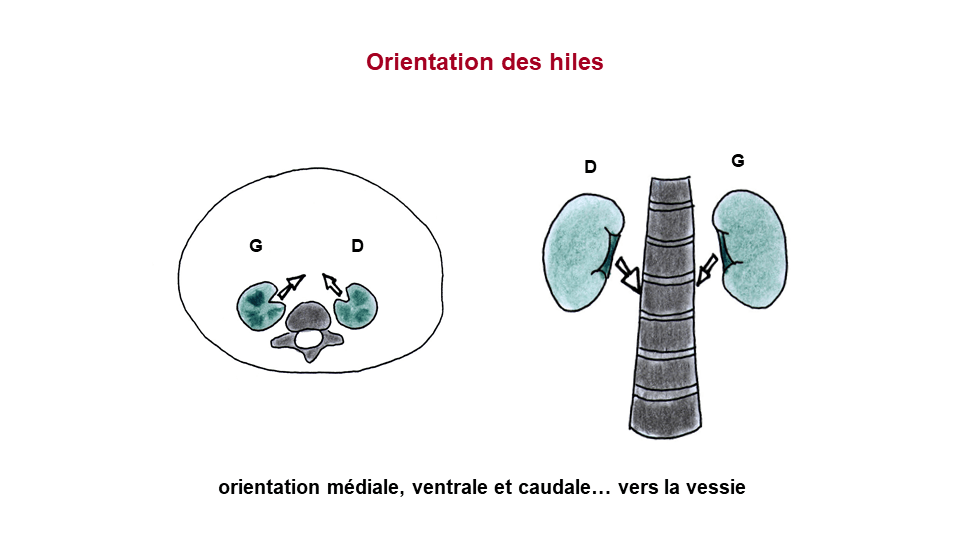 Orientation des hiles
G
D
D
G
orientation médiale, ventrale et caudale… vers la vessie